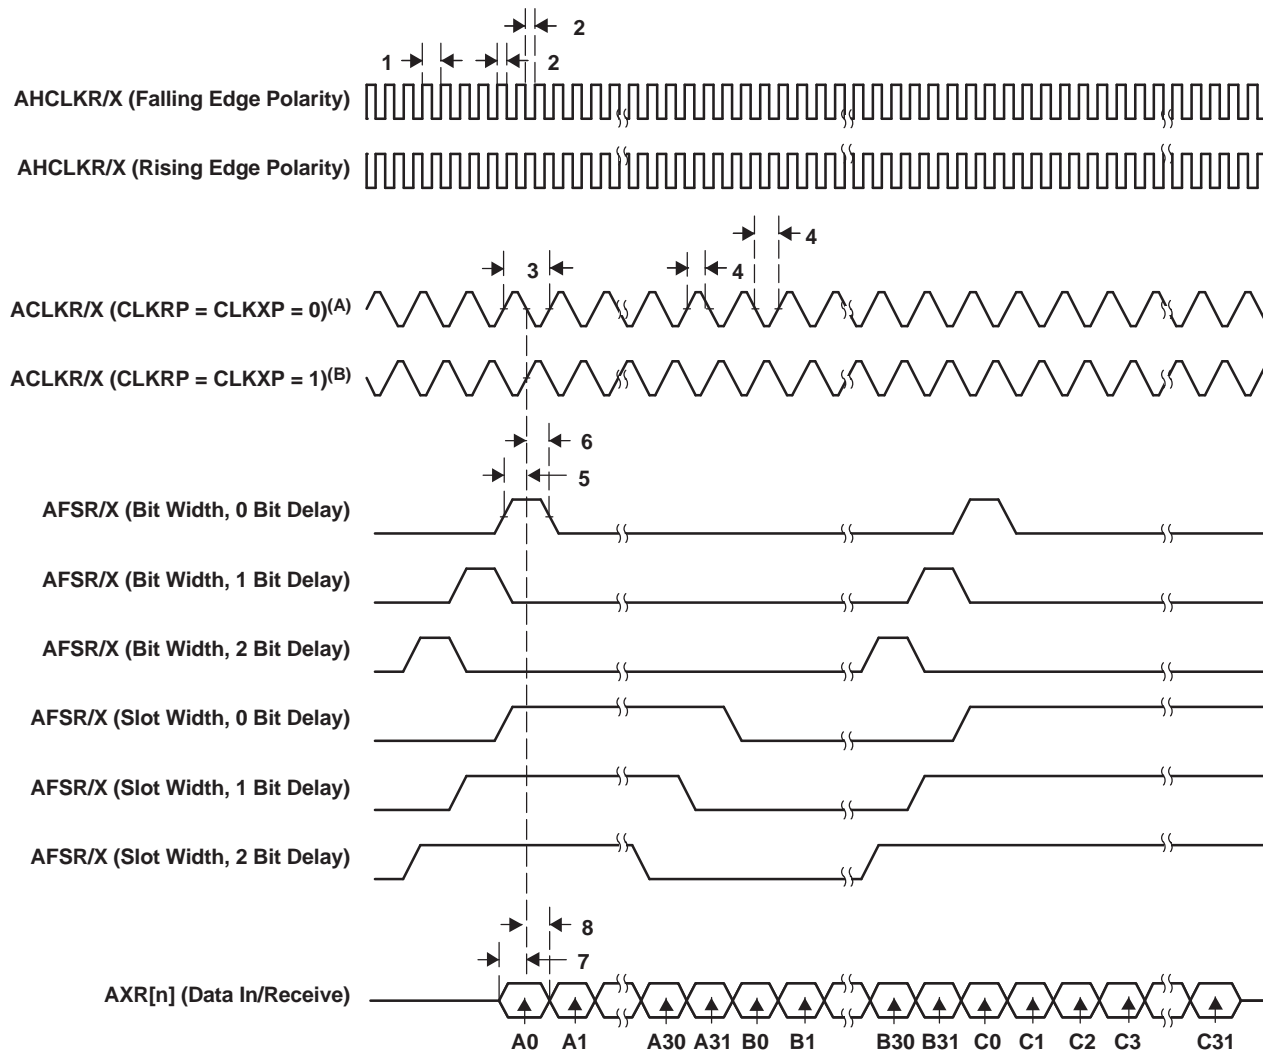 2
1
2
AHCLKR/X (Falling Edge Polarity)
AHCLKR/X (Rising Edge Polarity)
4
3
4
ACLKR/X (CLKRP = CLKXP = 0)(A)
ACLKR/X (CLKRP = CLKXP = 1)(B)
6
5
AFSR/X (Bit Width, 0 Bit Delay)
AFSR/X (Bit Width, 1 Bit Delay)
AFSR/X (Bit Width, 2 Bit Delay)
AFSR/X (Slot Width, 0 Bit Delay)
AFSR/X (Slot Width, 1 Bit Delay)
AFSR/X (Slot Width, 2 Bit Delay)
8
7
AXR[n] (Data In/Receive)
A0 A1 A30 A31 B0 B1 B30 B31 C0 C1 C2 C3 C31